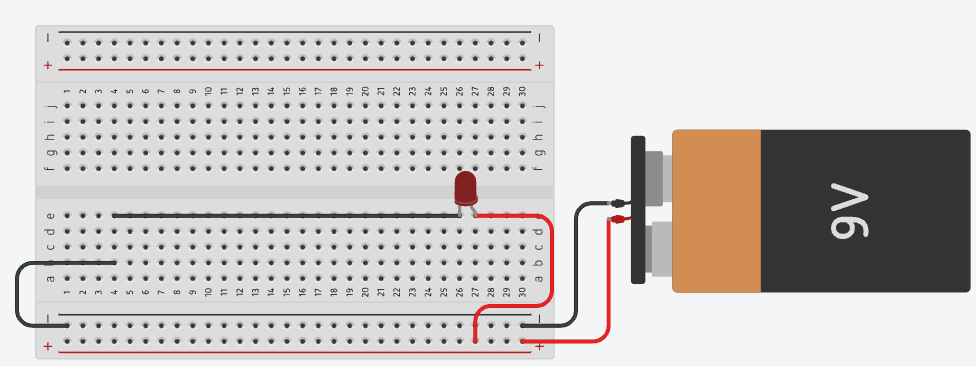 − −
+ +
1 2 3 4 5 6 7 8 9 10 11 12 13 14 15 16 17 18 19 20 21 22 23 24 25 26 27 28 29 30
j j
i i
h h
g g
f f
e e
d d
c c
b b
a a
1 2 3 4 5 6 7 8 9 10 11 12 13 14 15 16 17 18 19 20 21 22 23 24 25 26 27 28 29 30
− −
+ +
9V